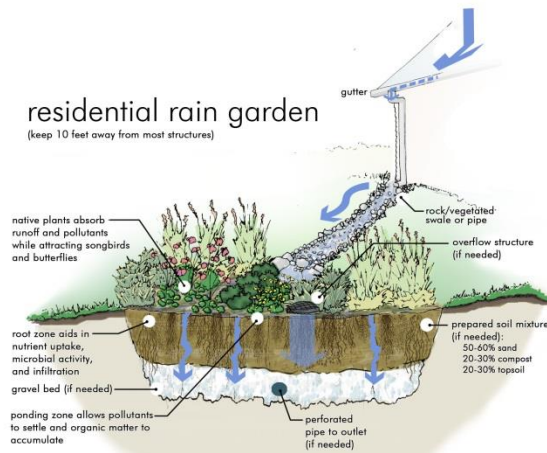 gutter
residential rain garden
(keep 10 feet away from most structures)
native plants absorb
runoff and pollutants
while attracting songbirds
and butterflies
rock/vegetated
swale or pipe
overflow structure
(if needed)
root zone aids in
nutrient uptake,
microbial activity,
and infiltration
prepared soil mixture
(if needed):
50-60% sand
20-30% compost
20-30% topsoil
gravel bed (if needed)
ponding zone allows pollutants
to settle and organic matter to
accumulate
perforated
pipe to outlet
(if needed)